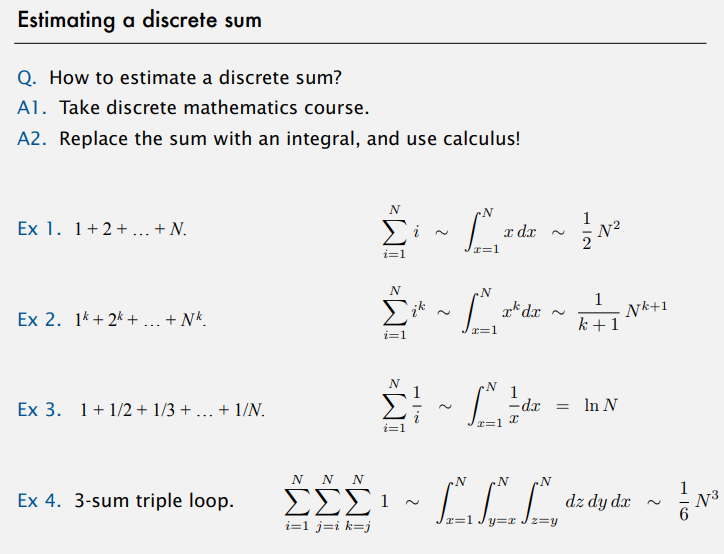 Estimating a discrete sum
Q. How to estimate a discrete sum?
A1. Take discrete mathematics course.
A2. Replace the sum with an integral, and use calculus!
Ex 1. 1 + 2 + … + N. \sum_{i=1}^{N} i \sim \int_{x=1}^{N} x\,dx \sim \frac{1}{2} N^2
Ex 2. 1^k + 2^k + … + N^k. \sum_{i=1}^{N} i^k \sim \int_{x=1}^{N} x^k dx \sim \frac{1}{k+1} N^{k+1}
Ex 3. 1 + 1/2 + 1/3 + … + 1/N. \sum_{i=1}^{N} \frac{1}{i} \sim \int_{x=1}^{N} \frac{1}{x} dx = \ln N
Ex 4. 3-sum triple loop. \sum_{i=1}^{N} \sum_{j=i}^{N} \sum_{k=j}^{N} 1 \sim \int_{x=1}^{N} \int_{y=x}^{N} \int_{z=y}^{N} dz\,dy\,dx \sim \frac{1}{6} N^3